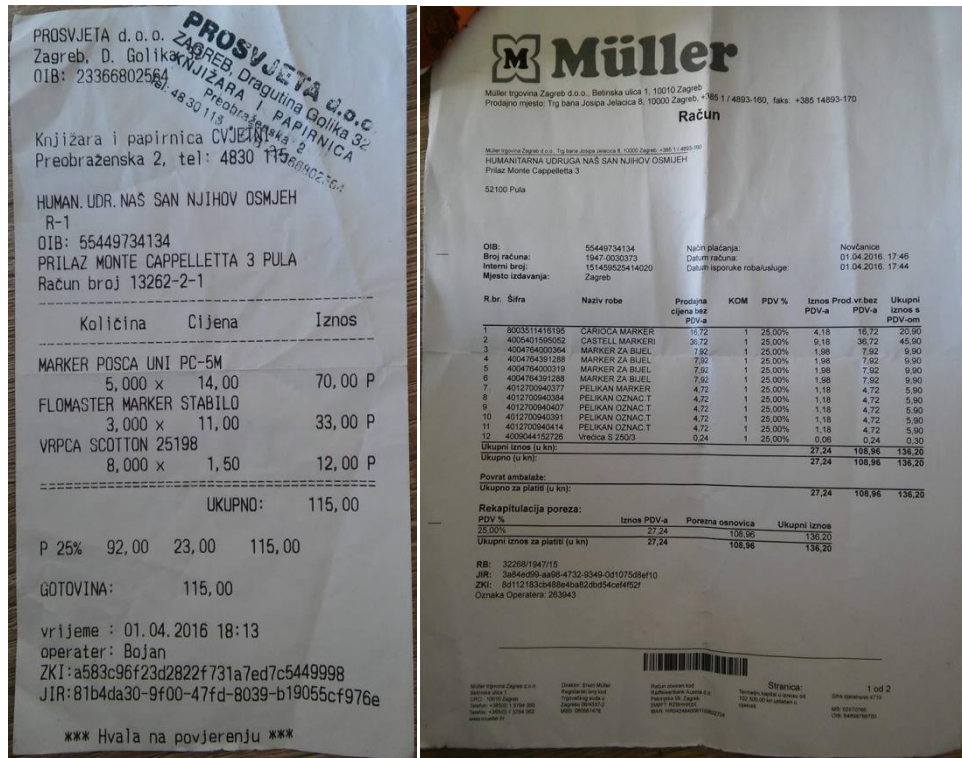 PROSVJETA d.o.o.
Zagreb, D. Golika
OIB: 23366802564
PROSVJETA d.o.o.
ZAGREB, Dragutina Golika 32
KNJIŽARA I PAPIRNICA
Preobraženska 2
Knjižara i papirnica CVJETNI
Preobraženska 2, tel: 4830 115
HUMAN.UDR.NAŠ SAN NJIHOV OSMJEH
R-1
OIB: 55449734134
PRILAZ MONTE CAPPELLETTA 3 PULA
Račun broj 13262-2-1
Količina Cijena Iznos
MARKER POSCA UNI PC-5M
5,000 x 14,00 70,00 P
FLOMASTER MARKER STABILO
3,000 x 11,00 33,00 P
VRPCA SCOTTON 25198
8,000 x 1,50 12,00 P
UKUPNO: 115,00
P 25% 92,00 23,00 115,00
GOTOVINA: 115,00
vrijeme : 01.04.2016 18:13
operater: Bojan
ZKI:a583c96f23d2822f731a7ed7c5449998
JIR:81b4da30-9f00-47fd-8039-b19055cf976e
*** Hvala na povjerenju ***
M Müller
Müller trgovina Zagreb d.o.o., Betinska ulica 1, 10010 Zagreb
Prodajno mjesto: Trg bana Josipa Jelacica 8, 10000 Zagreb, +385 1 / 4893-160, faks: +385 14893-170
Račun
Müller trgovina Zagreb d.o.o., Trg bana Josipa Jelacica 8, 10000 Zagreb, +385 1 / 4893-160
HUMANITARNA UDRUGA NAŠ SAN NJIHOV OSMIJEH
Prilaz Monte Cappelletta 3
52100 Pula
OIB: 55449734134 Način plaćanja: Novčanice
Broj računa: 1947-0030373 Datum računa: 01.04.2016. 17:46
Interni broj: 151459525414020 Datum isporuke roba/usluge: 01.04.2016. 17:44
Mjesto izdavanja: Zagreb
R.br. Šifra Naziv robe Prodajna cijena bez PDV-a KOM PDV % Iznos PDV-a Prod.vr.bez PDV-a Ukupni iznos s PDV-om
1 8003511416195 CARIOCA MARKER 16,72 1 25,00% 4,18 16,72 20,90
2 4005401595052 CASTELL MARKERI 36,72 1 25,00% 9,18 36,72 45,90
3 4004764000364 MARKER ZA BIJEL 7,92 1 25,00% 1,98 7,92 9,90
4 4004764391288 MARKER ZA BIJEL 7,92 1 25,00% 1,98 7,92 9,90
5 4004764000319 MARKER ZA BIJEL 7,92 1 25,00% 1,98 7,92 9,90
6 4004764391288 MARKER ZA BIJEL 7,92 1 25,00% 1,98 7,92 9,90
7 4012700940377 PELIKAN MARKER 4,72 1 25,00% 1,18 4,72 5,90
8 4012700940384 PELIKAN OZNAC.T 4,72 1 25,00% 1,18 4,72 5,90
9 4012700940407 PELIKAN OZNAC.T 4,72 1 25,00% 1,18 4,72 5,90
10 4012700940391 PELIKAN OZNAC.T 4,72 1 25,00% 1,18 4,72 5,90
11 4012700940414 PELIKAN OZNAC.T 4,72 1 25,00% 1,18 4,72 5,90
12 4009044152726 Vrećica S 250/3 0,24 1 25,00% 0,06 0,24 0,30
Ukupni iznos (u kn): 27,24 108,96 136,20
Ukupno (u kn): 27,24 108,96 136,20
Povrat ambalaže:
Ukupno za platiti (u kn): 27,24 108,96 136,20
Rekapitulacija poreza:
PDV % Iznos PDV-a Porezna osnovica Ukupni iznos
25,00% 27,24 108,96 136,20
Ukupni iznos za platiti (u kn) 27,24 108,96 136,20
RB: 32268/1947/15
JIR: 3a84ed99-aa98-4732-9349-0d1075d8ef10
ZKI: 8d112183cb488e4ba82dbd54cef4f52f
Oznaka Operatera: 263943
Müller trgovina Zagreb d.o.o.
Stranica: 1 od 2